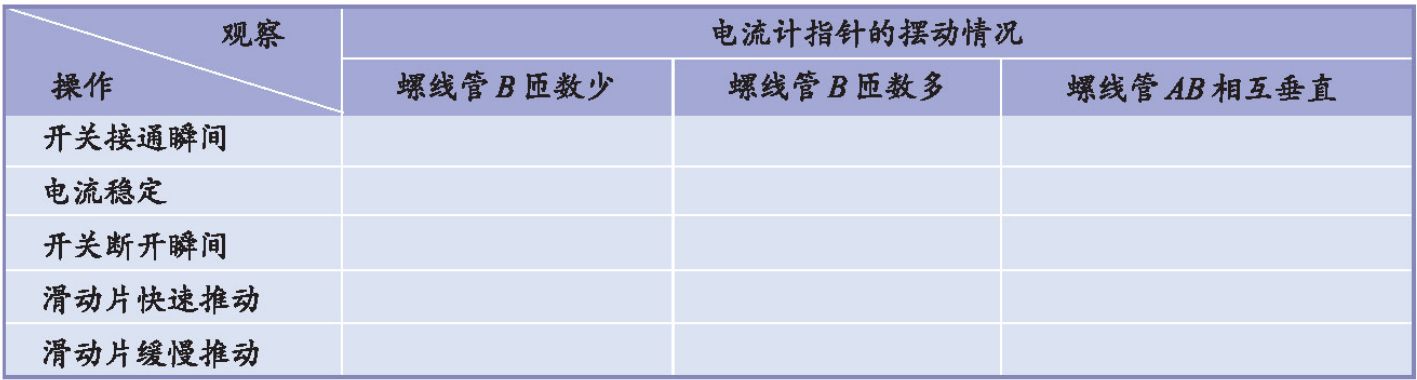 观察
电流计指针的摆动情况
操作
螺线管 B 匝数少
螺线管 B 匝数多
螺线管 AB 相互垂直
开关接通瞬间
电流稳定
开关断开瞬间
滑动片快速推动
滑动片缓慢推动